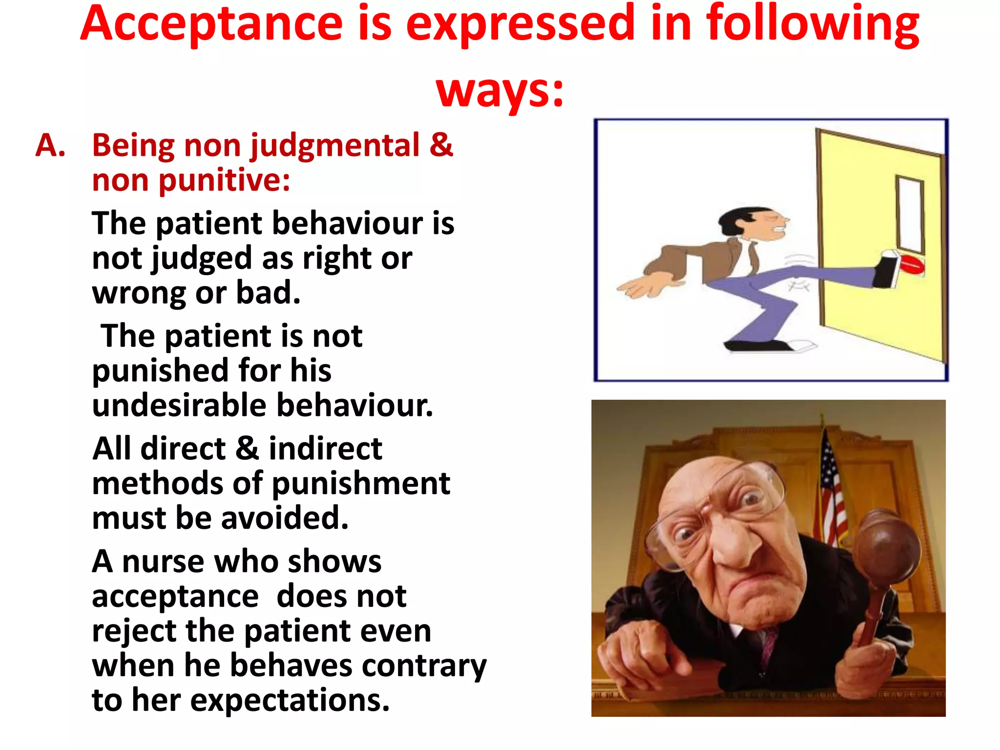 Acceptance is expressed in following
ways:
A. Being non judgmental &
non punitive:
The patient behaviour is
not judged as right or
wrong or bad.
The patient is not
punished for his
undesirable behaviour.
All direct & indirect
methods of punishment
must be avoided.
A nurse who shows
acceptance does not
reject the patient even
when he behaves contrary
to her expectations.